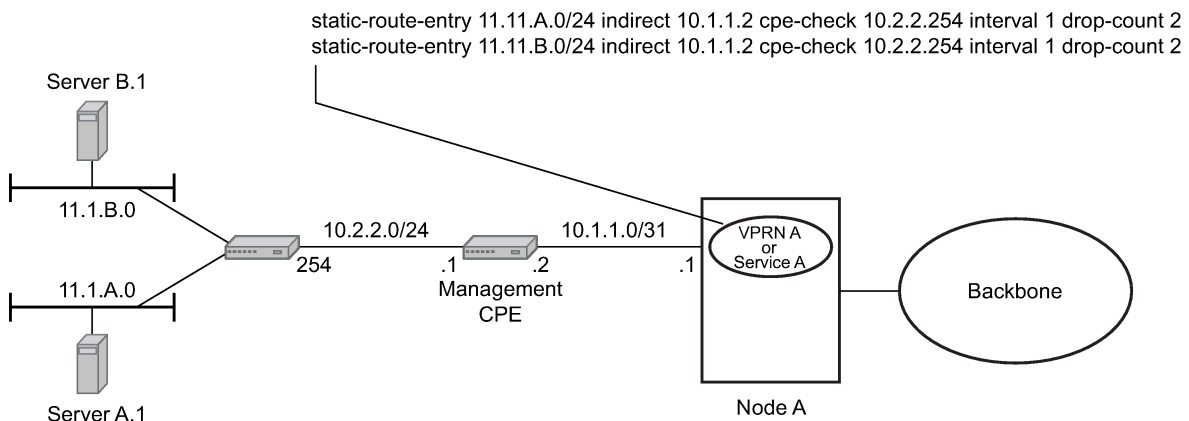 static-route-entry 11.11.A.0/24 indirect 10.1.1.2 cpe-check 10.2.2.254 interval 1 drop-count 2
static-route-entry 11.11.B.0/24 indirect 10.1.1.2 cpe-check 10.2.2.254 interval 1 drop-count 2
Server B.1
11.1.B.0
10.2.2.0/24
10.1.1.0/31
VPRN A
or
Service A
254
.1
.2
.1
Management
CPE
11.1.A.0
Backbone
Server A.1
Node A